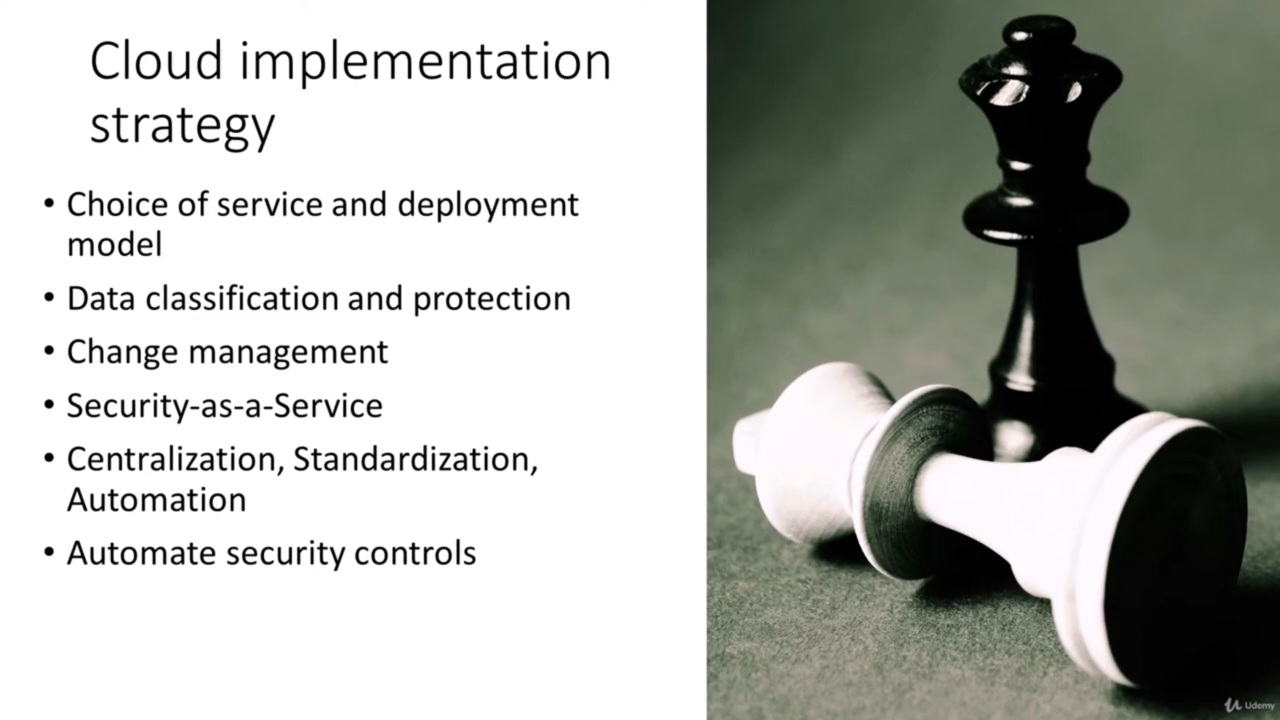 Cloud implementation
strategy
• Choice of service and deployment
model
• Data classification and protection
• Change management
• Security-as-a-Service
• Centralization, Standardization,
Automation
• Automate security controls
Udemy